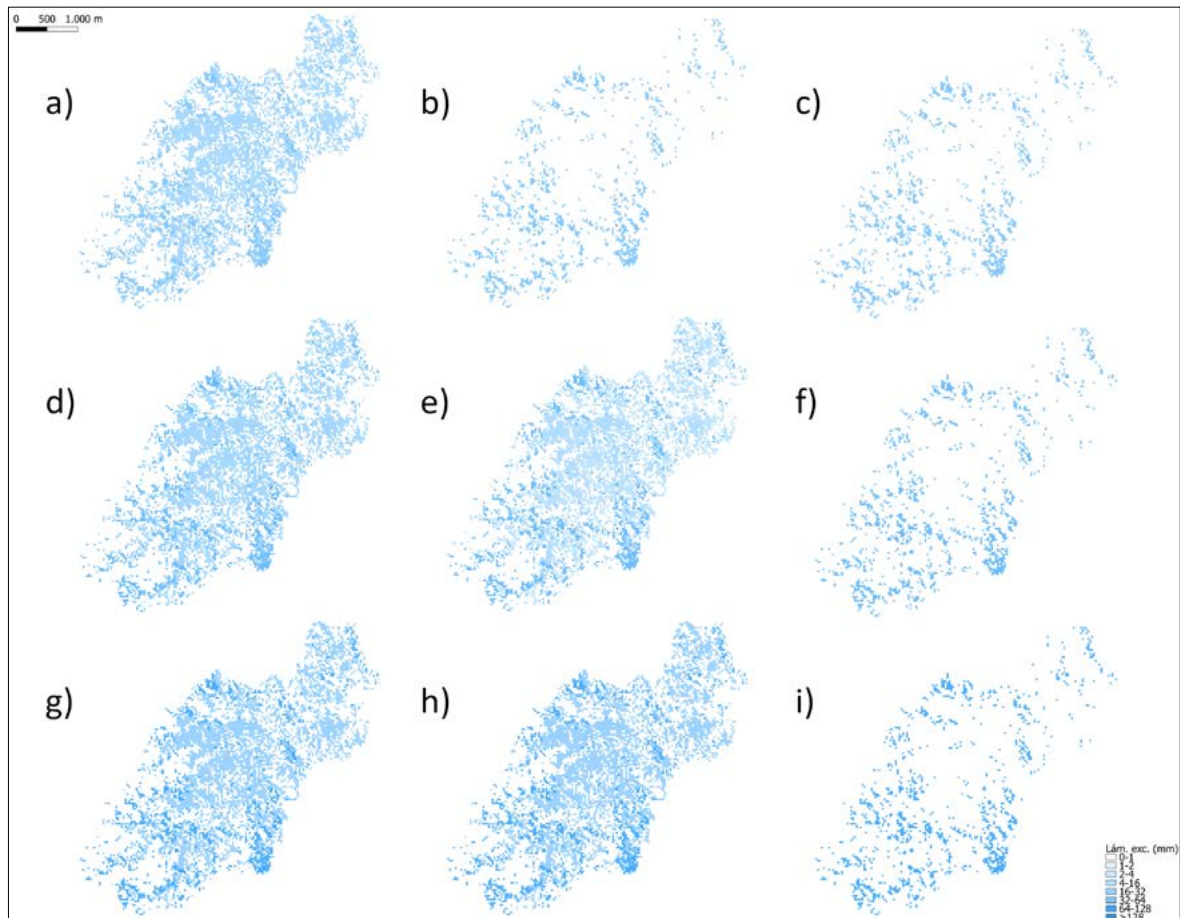 0 500 1.000 m
a)
b)
c)
d)
e)
f)
g)
h)
i)
Lám. exc. (mm)
0-1
1-2
2-4
4-16
16-32
32-64
64-128
>128